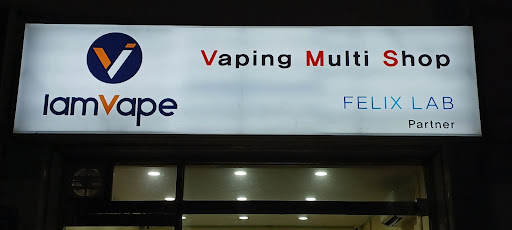 IamVape
Vaping Multi Shop
FELIX LAB
Partner